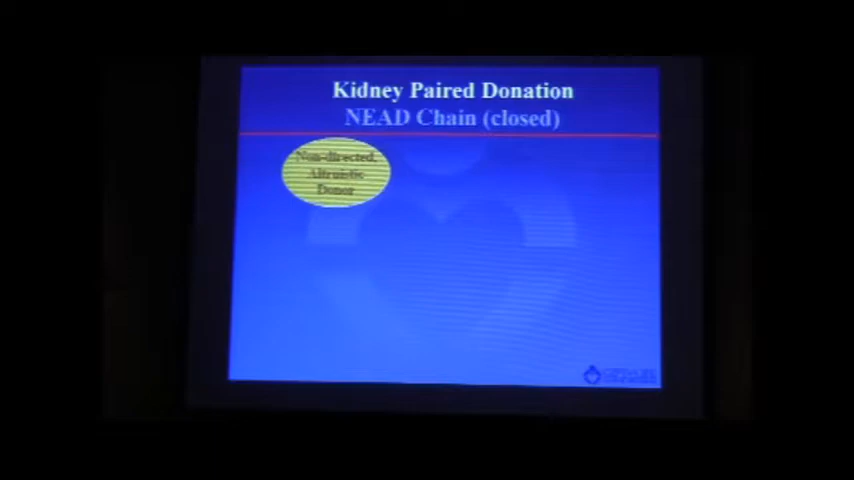 Kidney Paired Donation
NEAD Chain (closed)
Non-directed,
Altruistic
Donor